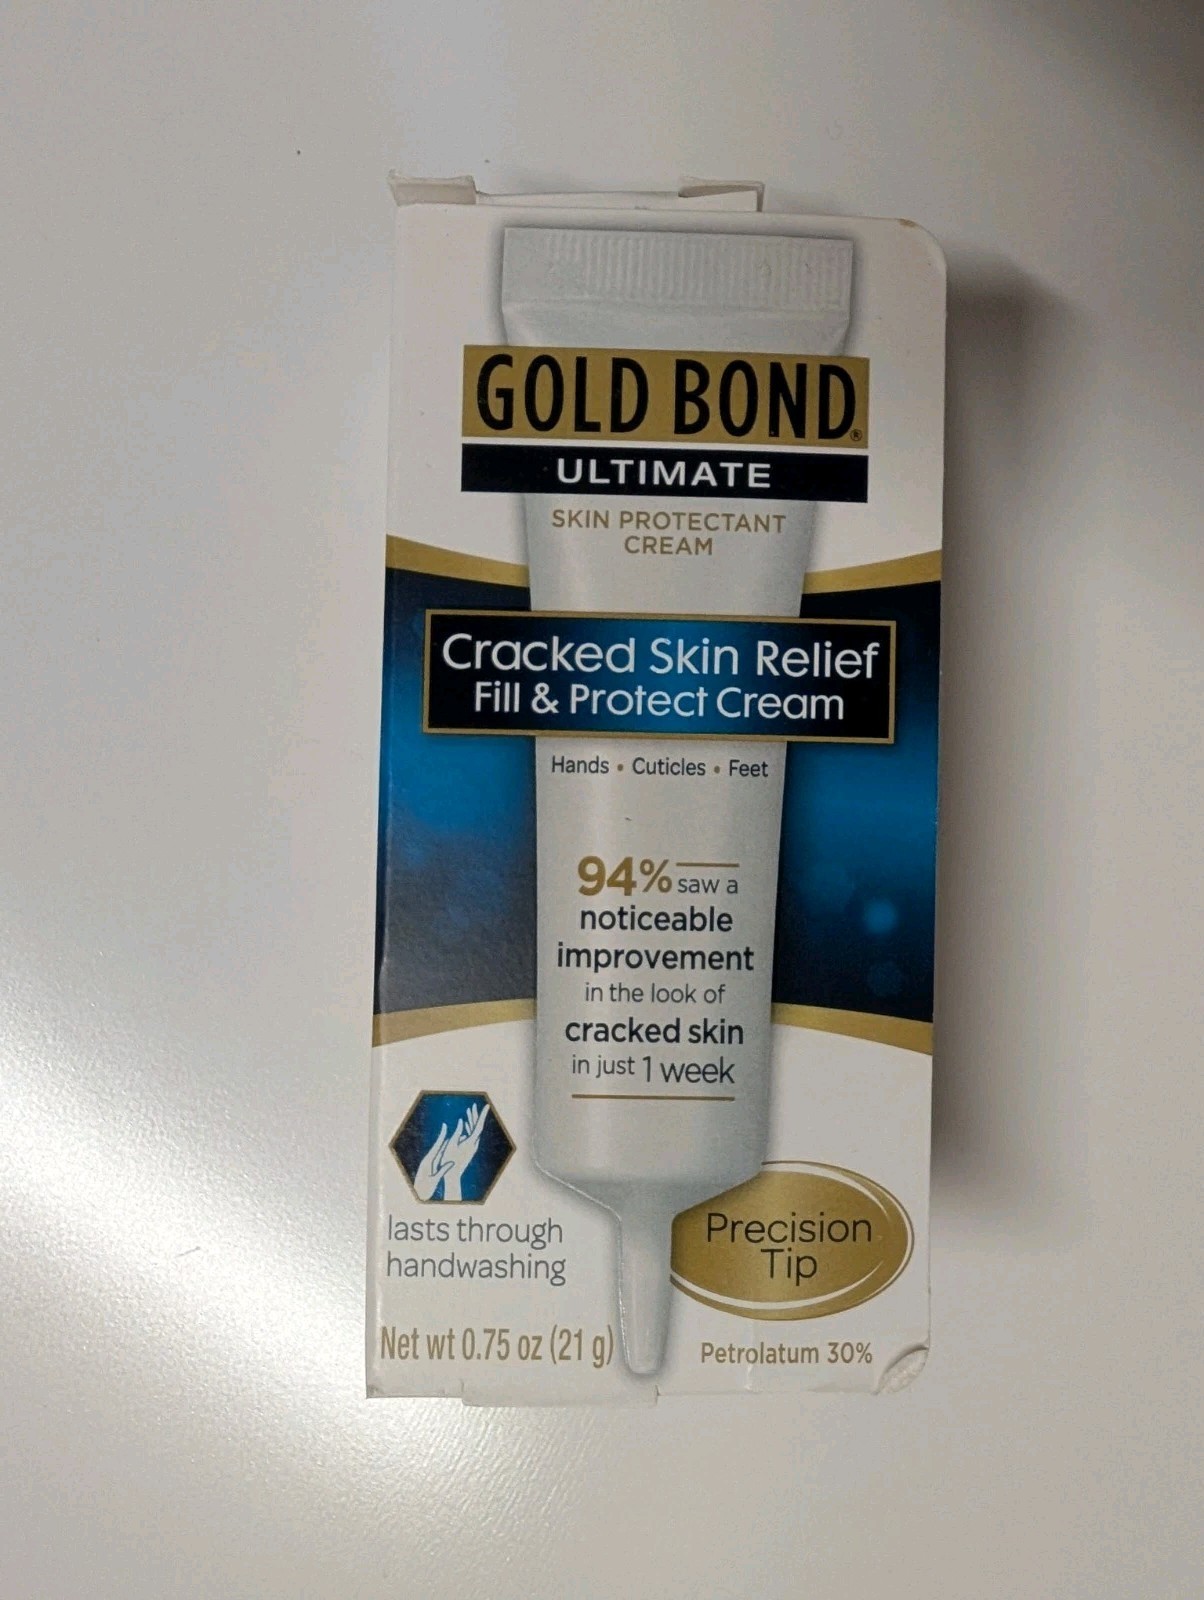 GOLD BOND®
ULTIMATE
SKIN PROTECTANT
CREAM
Cracked Skin Relief
Fill & Protect Cream
Hands • Cuticles • Feet
94% saw a
noticeable
improvement
in the look of
cracked skin
in just 1 week
lasts through
handwashing
Precision
Tip
Net wt 0.75 oz (21 g)
Petrolatum 30%